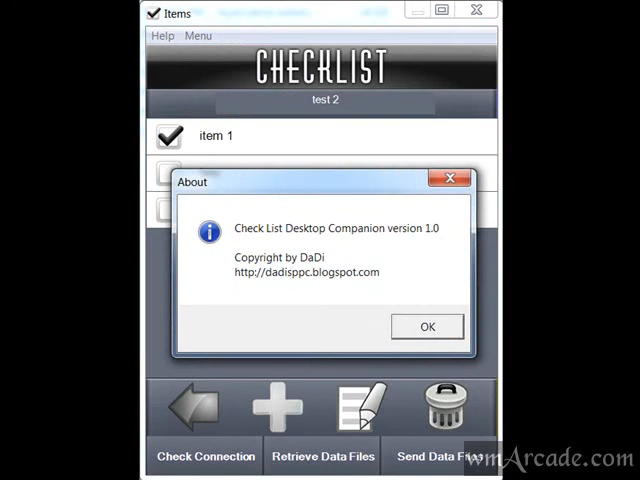 Items
Help Menu
CHECKLIST
test 2
item 1
About
Check List Desktop Companion version 1.0
Copyright by DaDi
http://dadisppc.blogspot.com
OK
Check Connection
Retrieve Data Files
Send Data Files
wmArcade.com